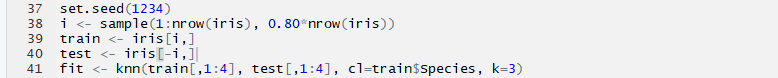 37 set.seed(1234)
38 i <- sample(1:nrow(iris), 0.80*nrow(iris))
39 train <- iris[i,]
40 test <- iris[-i,]
41 fit <- knn(train[,1:4], test[,1:4], cl=train$Species, k=3)